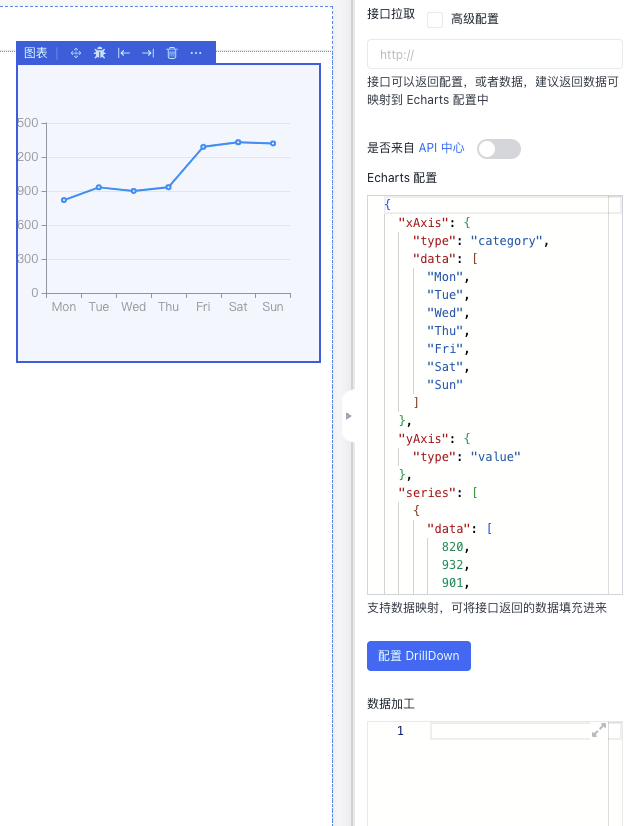 接口拉取
高级配置
http://
接口可以返回配置，或者数据，建议返回数据可
映射到 Echarts 配置中
是否来自 API 中心
Echarts 配置
{
"xAxis": {
"type": "category",
"data": [
"Mon",
"Tue",
"Wed",
"Thu",
"Fri",
"Sat",
"Sun"
]
},
"yAxis": {
"type": "value"
},
"series": [
{
"data": [
820,
932,
901,
支持数据映射，可将接口返回的数据填充进来
配置 DrillDown
数据加工
1
图表
500
200
900
600
300
0
Mon Tue Wed Thu Fri Sat Sun